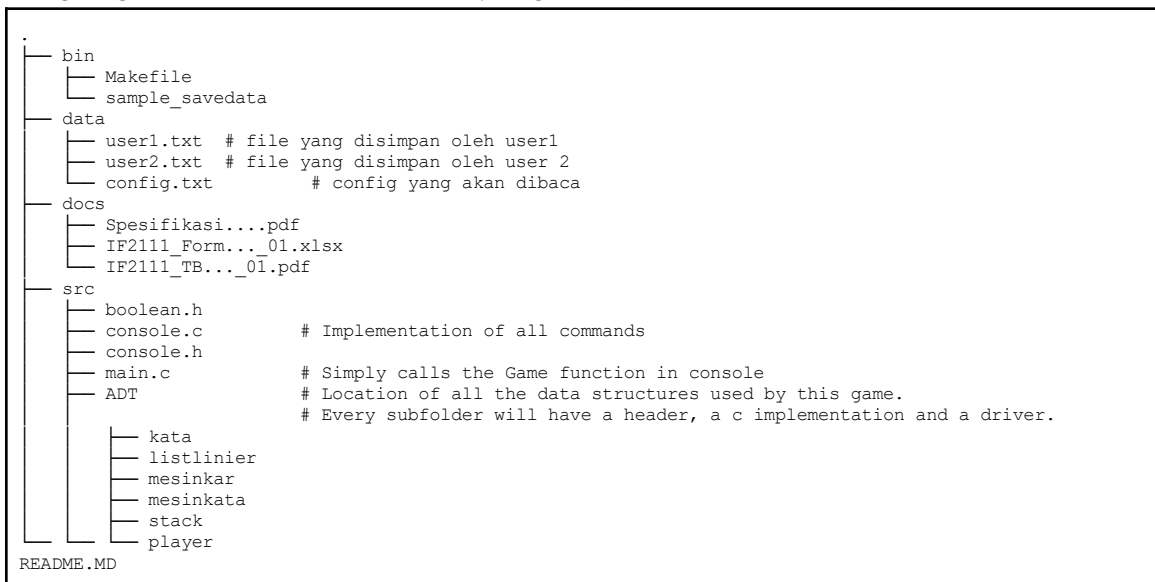 .
├── bin
│   ├── Makefile
│   └── sample_savedata
├── data
│   ├── user1.txt  # file yang disimpan oleh user1
│   ├── user2.txt  # file yang disimpan oleh user 2
│   └── config.txt          # config yang akan dibaca
├── docs
│   ├── Spesifikasi....pdf
│   ├── IF2111_Form..._01.xlsx
│   └── IF2111_TB..._01.pdf
├── src
│   ├── boolean.h
│   ├── console.c          # Implementation of all commands
│   ├── console.h
│   ├── main.c             # Simply calls the Game function in console
│   ├── ADT                # Location of all the data structures used by this game.
│   │                      # Every subfolder will have a header, a c implementation and a driver.
│   │   ├── kata
│   │   ├── listlinier
│   │   ├── mesinkar
│   │   ├── mesinkata
│   │   ├── stack
└── └── └── player
README.MD